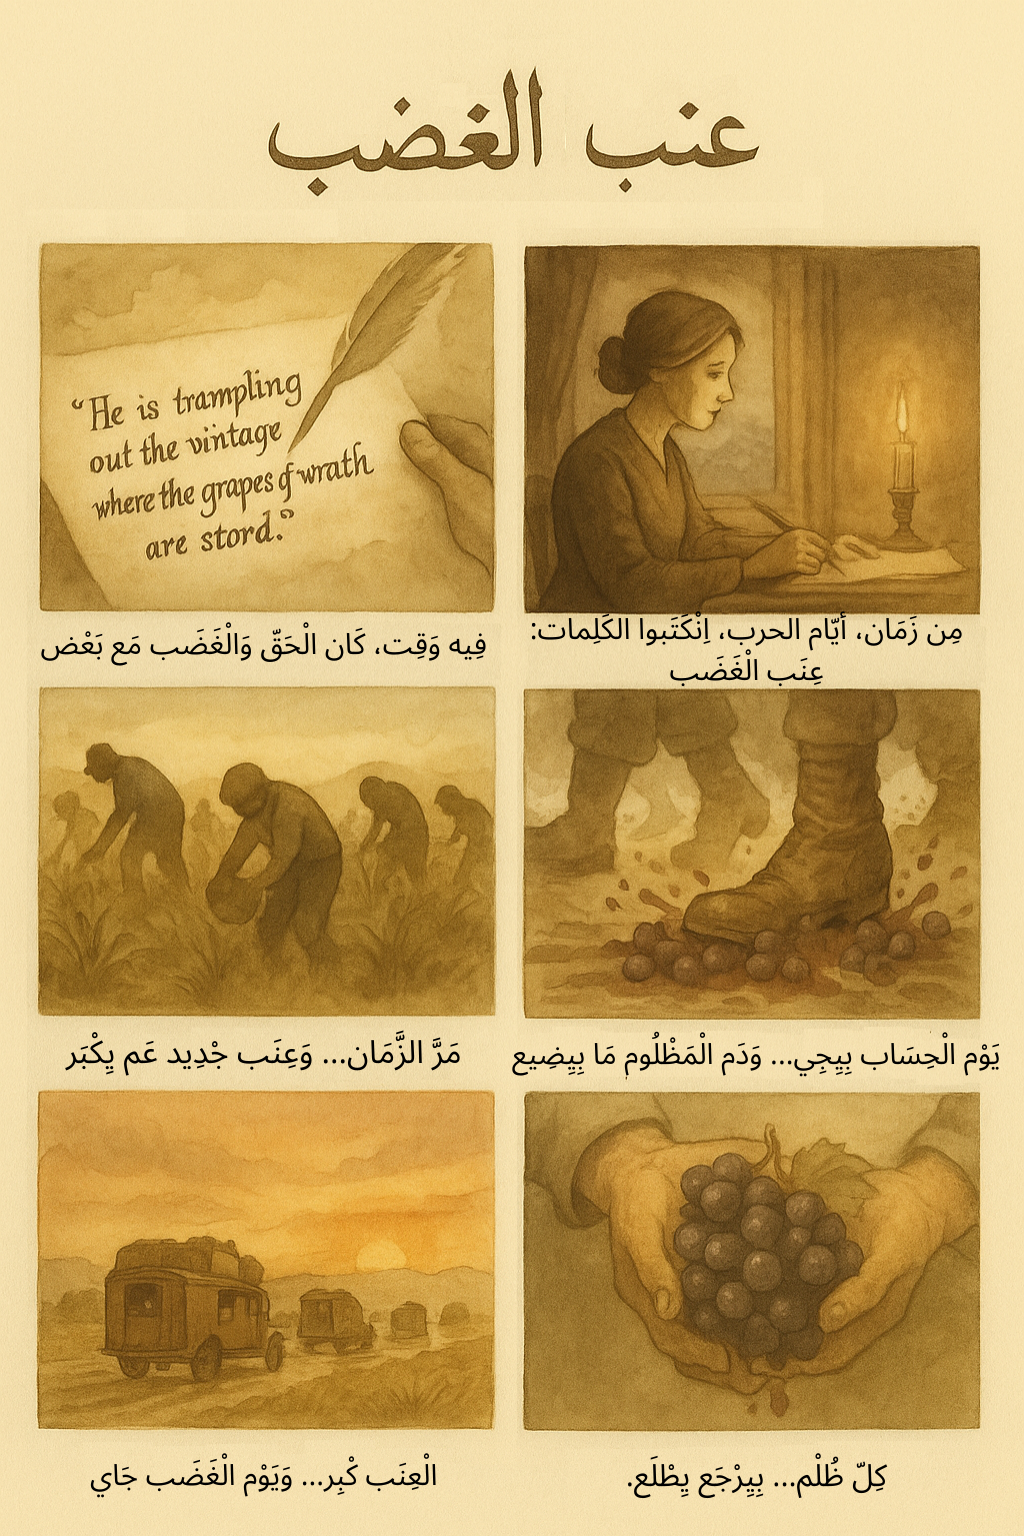 عنب الغضب
مِن زَمَان، أيّام الحرب، اِنْكَتَبوا الكَلِمات:
عِنَب الْغَضَب
“He is trampling
out the vintage
where the grapes of wrath
are stord.”
فِيه وَقِت، كَان الْحَقّ وَالْغَضَب مَع بَعْض
يَوْم الْحِسَاب بِيِجِي... وَدَم الْمَظْلُوم مَا بِيِضِيع
مَرَّ الزَّمَان... وَعِنَب جْدِيد عَم يِكْبَر
كِلّ ظُلْم... بِيِرْجَع يِطْلَع.
الْعِنَب كْبِر... وَيَوْم الْغَضَب جَاي